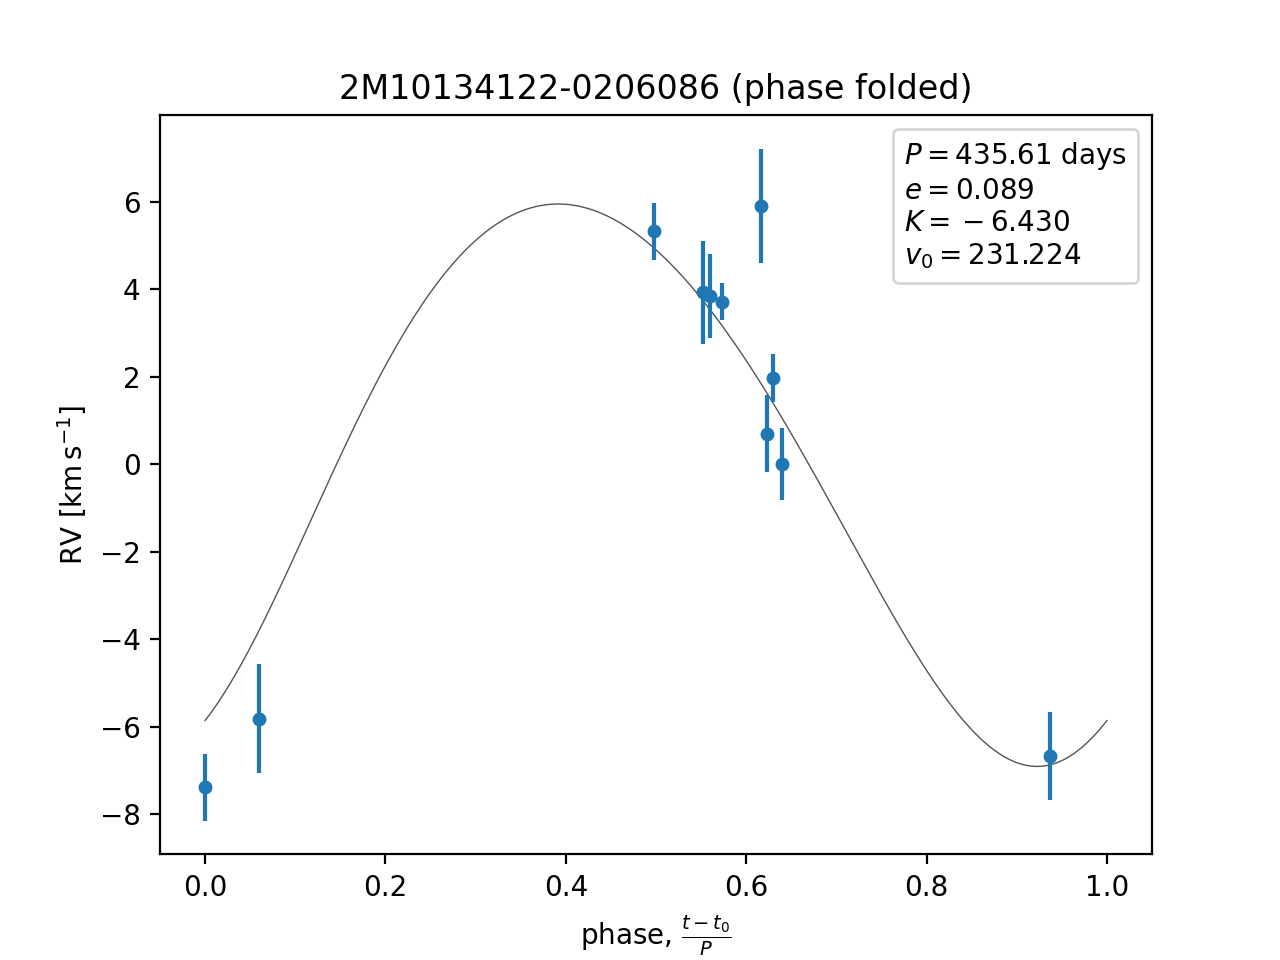 2M10134122-0206086 (phase folded)
P = 435.61 days
e = 0.089
K = −6.430
v₀ = 231.224
RV [km s⁻¹]
6
4
2
0
−2
−4
−6
−8
0.0 0.2 0.4 0.6 0.8 1.0
phase, (t − t₀)/P